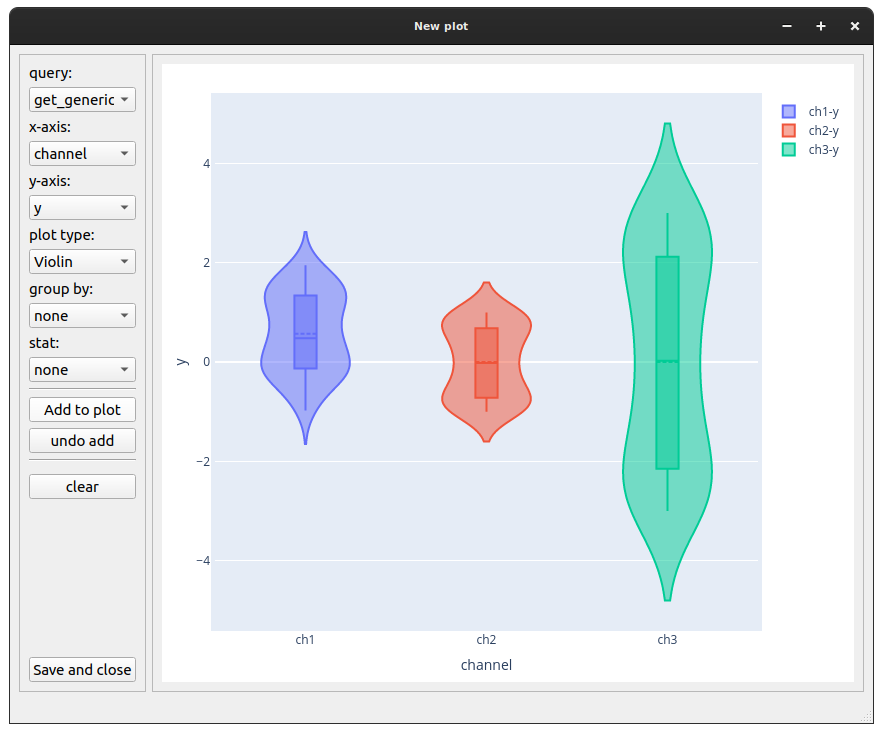 New plot
query:
get_generic
x-axis:
channel
y-axis:
y
plot type:
Violin
group by:
none
stat:
none
Add to plot
undo add
clear
Save and close
4
2
0
−2
−4
y
ch1
ch2
ch3
channel
ch1-y
ch2-y
ch3-y